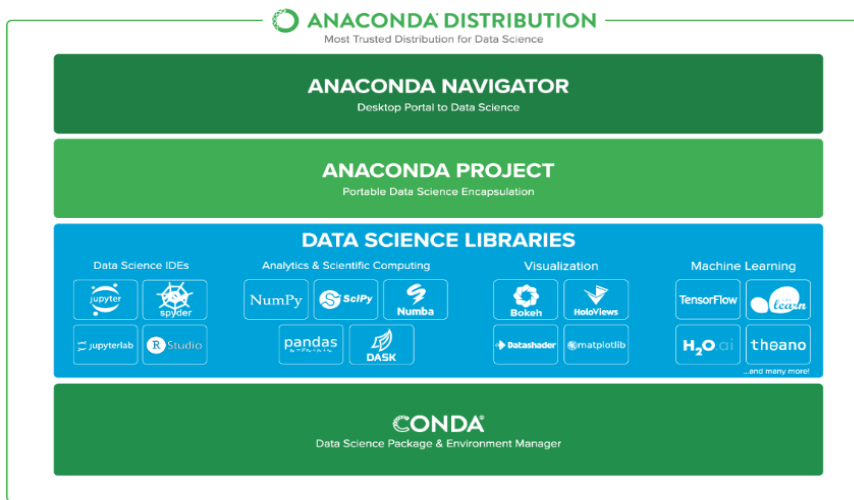 ANACONDA DISTRIBUTION
Most Trusted Distribution for Data Science
ANACONDA NAVIGATOR
Desktop Portal to Data Science
ANACONDA PROJECT
Portable Data Science Encapsulation
DATA SCIENCE LIBRARIES
Data Science IDEs
jupyter
spyder
jupyterlab
R Studio
Analytics & Scientific Computing
NumPy
SciPy
Numba
pandas
DASK
Visualization
Bokeh
HoloViews
Datashader
matplotlib
Machine Learning
TensorFlow
learn
H2O.ai
theano
...and many more!
CONDA
Data Science Package & Environment Manager